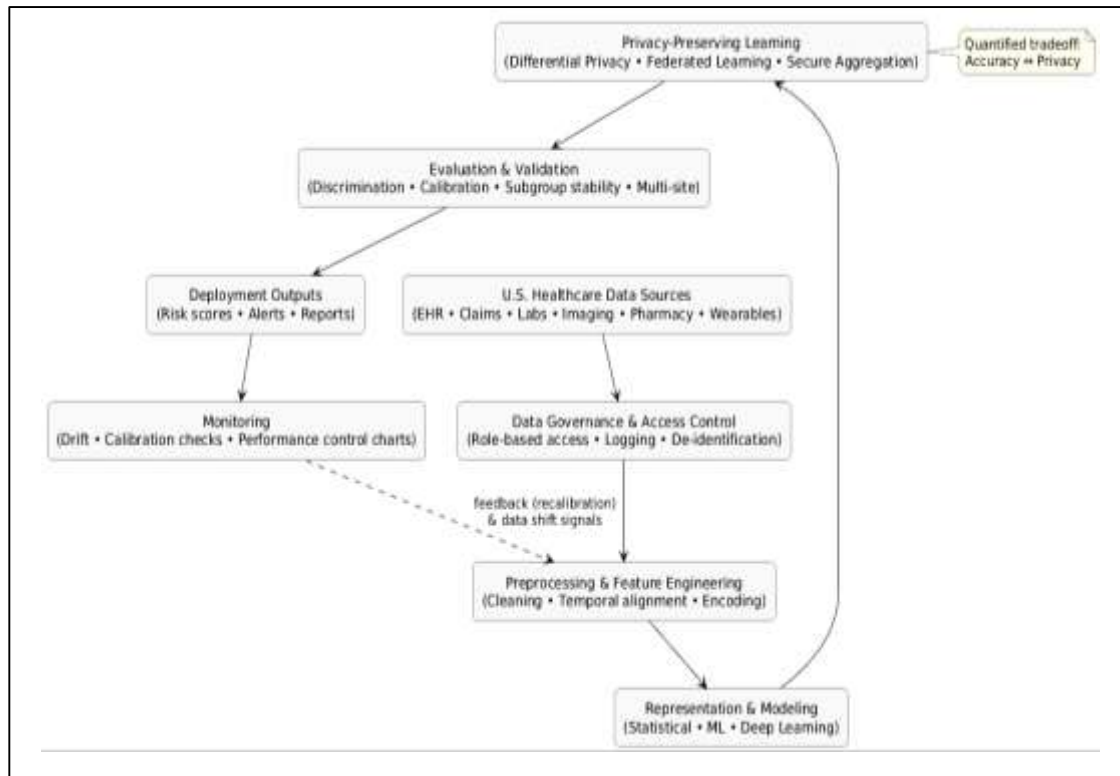 Privacy-Preserving Learning
(Differential Privacy • Federated Learning • Secure Aggregation)
Quantified tradeoff:
Accuracy ↔ Privacy
Evaluation & Validation
(Discrimination • Calibration • Subgroup stability • Multi-site)
Deployment Outputs
(Risk scores • Alerts • Reports)
U.S. Healthcare Data Sources
(EHR • Claims • Labs • Imaging • Pharmacy • Wearables)
Monitoring
(Drift • Calibration checks • Performance control charts)
Data Governance & Access Control
(Role-based access • Logging • De-identification)
feedback (recalibration)
& data shift signals
Preprocessing & Feature Engineering
(Cleaning • Temporal alignment • Encoding)
Representation & Modeling
(Statistical • ML • Deep Learning)